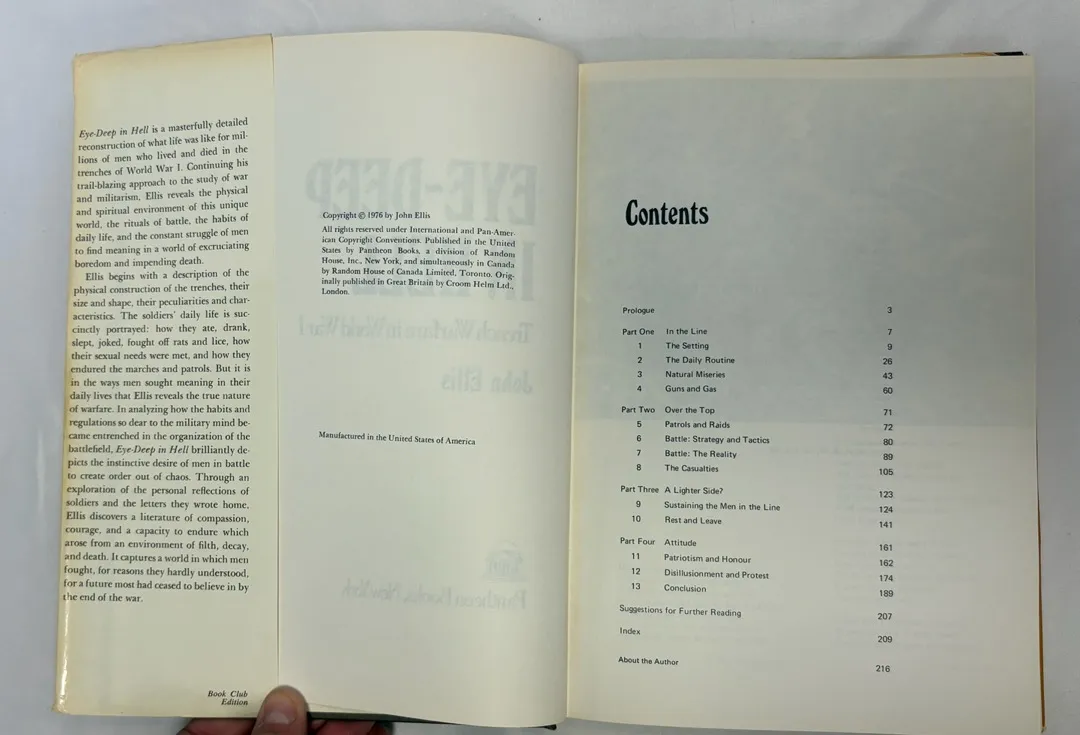 Eye-Deep in Hell is a masterfully detailed
reconstruction of what life was like for mil-
lions of men who lived and died in the
trenches of World War I. Continuing his
trail-blazing approach to the study of war
and militarism, Ellis reveals the physical
and spiritual environment of this unique
world, the rituals of battle, the habits of
daily life, and the constant struggle of men
to find meaning in a world of excruciating
boredom and impending death.
Ellis begins with a description of the
physical construction of the trenches, their
size and shape, their peculiarities and char-
acteristics. The soldiers' daily life is suc-
cinctly portrayed: how they ate, drank,
slept, joked, fought off rats and lice, how
their sexual needs were met, and how they
endured the marches and patrols. But it is
in the ways men sought meaning in their
daily lives that Ellis reveals the true nature
of warfare. In analyzing how the habits and
regulations so dear to the military mind be-
came entrenched in the organization of the
battlefield, Eye-Deep in Hell brilliantly de-
picts the instinctive desire of men in battle
to create order out of chaos. Through an
exploration of the personal reflections of
soldiers and the letters they wrote home,
Ellis discovers a literature of compassion,
courage, and a capacity to endure which
arose from an environment of filth, decay,
and death. It captures a world in which men
fought, for reasons they hardly understood,
for a future most had ceased to believe in by
the end of the war.
Book Club
Edition
EYE-DEEP
Trench Warfare in World War I
John Ellis
Pantheon Books, New York
Copyright © 1976 by John Ellis
All rights reserved under International and Pan-Amer-
ican Copyright Conventions. Published in the United
States by Pantheon Books, a division of Random
House, Inc., New York, and simultaneously in Canada
by Random House of Canada Limited, Toronto. Orig-
inally published in Great Britain by Croom Helm Ltd.,
London.
Manufactured in the United States of America
Contents
Prologue 3
Part One In the Line 7
1 The Setting 9
2 The Daily Routine 26
3 Natural Miseries 43
4 Guns and Gas 60
Part Two Over the Top 71
5 Patrols and Raids 72
6 Battle: Strategy and Tactics 80
7 Battle: The Reality 89
8 The Casualties 105
Part Three A Lighter Side? 123
9 Sustaining the Men in the Line 124
10 Rest and Leave 141
Part Four Attitude 161
11 Patriotism and Honour 162
12 Disillusionment and Protest 174
13 Conclusion 189
Suggestions for Further Reading 207
Index 209
About the Author 216